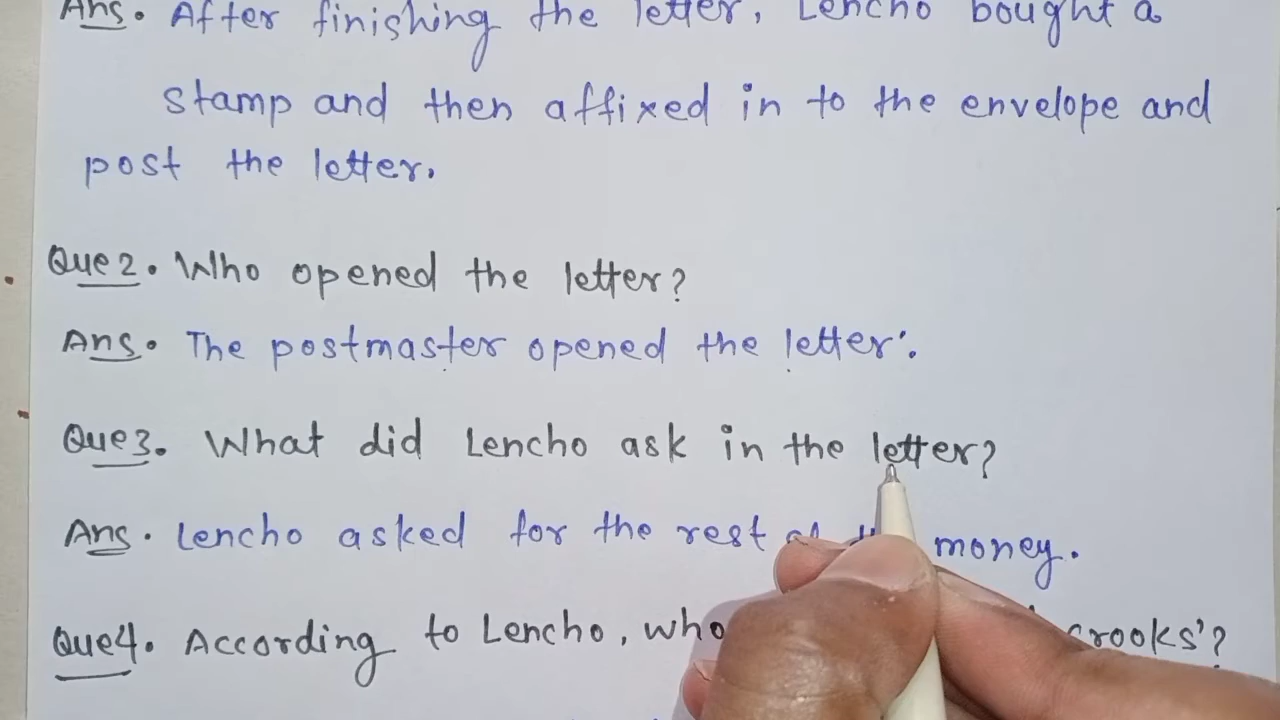 Ans. After finishing the letter, Lencho bought a
stamp and then affixed in to the envelope and
post the letter.
Que2. Who opened the letter?
Ans. The postmaster opened the letter.
Que3. What did Lencho ask in the letter?
Ans. Lencho asked for the rest money.
Que4. According to Lencho, who crooks'?